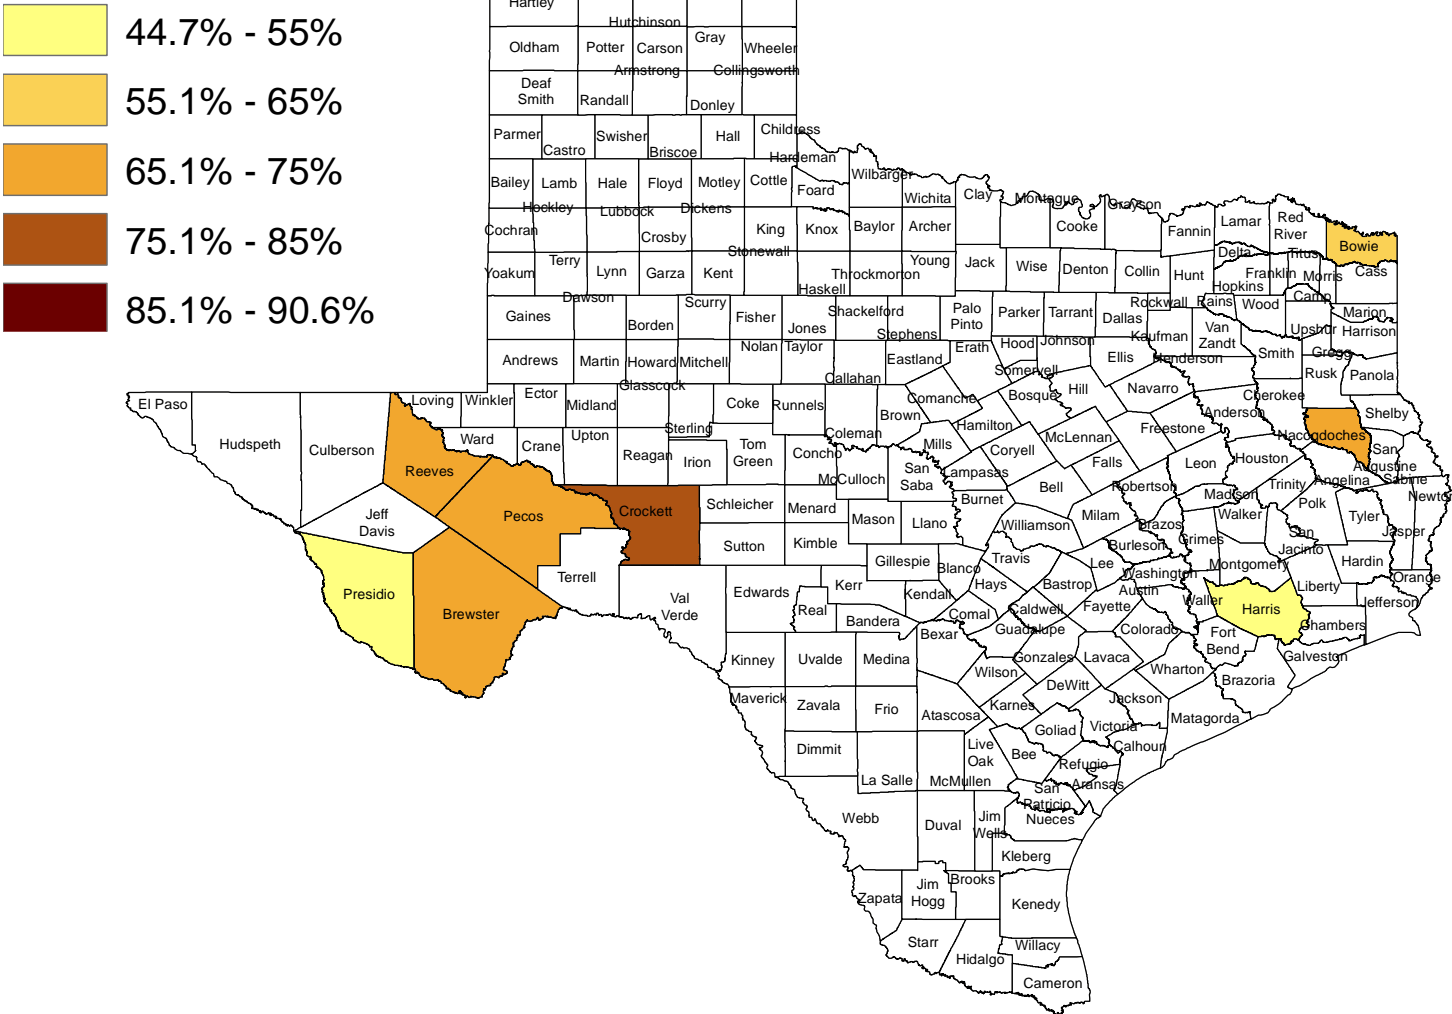 44.7% - 55%
55.1% - 65%
65.1% - 75%
75.1% - 85%
85.1% - 90.6%
Hartley
Hutchinson
Oldham
Potter
Carson
Gray
Wheeler
Armstrong
Collingsworth
Deaf
Smith
Randall
Donley
Parmer
Castro
Swisher
Briscoe
Hall
Childress
Hardeman
Bailey
Lamb
Hale
Floyd
Motley
Cottle
Foard
Wilbarger
Wichita
Clay
Montague
Grayson
Hockley
Lubbock
Dickens
Cochran
Crosby
King
Knox
Baylor
Archer
Cooke
Fannin
Lamar
Red
River
Bowie
Stonewall
Delta
Titus
Yoakum
Terry
Lynn
Garza
Kent
Haskell
Throckmorton
Young
Jack
Wise
Denton
Collin
Hunt
Hopkins
Franklin
Morris
Cass
Camp
Dawson
Gaines
Borden
Scurry
Fisher
Jones
Shackelford
Stephens
Palo
Pinto
Parker
Tarrant
Dallas
Rockwall
Rains
Wood
Kaufman
Van
Zandt
Upshur
Marion
Harrison
Andrews
Martin
Howard
Mitchell
Nolan
Taylor
Callahan
Eastland
Erath
Hood
Johnson
Somervell
Ellis
Henderson
Smith
Gregg
Rusk
Panola
Glasscock
El Paso
Hudspeth
Culberson
Loving
Winkler
Ector
Midland
Sterling
Coke
Runnels
Coleman
Brown
Comanche
Bosque
Hill
Navarro
Anderson
Cherokee
Shelby
Nacogdoches
Reeves
Ward
Crane
Upton
Reagan
Irion
Tom
Green
Concho
McCulloch
San
Saba
Mills
Hamilton
Lampasas
Coryell
McLennan
Falls
Freestone
Leon
Houston
San
Augustine
Sabine
Angelina
Trinity
Newto
Jeff
Davis
Pecos
Crockett
Schleicher
Menard
Mason
Llano
Burnet
Bell
Robertson
Milam
Madison
Walker
Polk
Tyler
Jasper
Williamson
Brazos
Grimes
San
Jacinto
Presidio
Brewster
Terrell
Sutton
Kimble
Gillespie
Blanco
Travis
Burleson
Lee
Washington
Montgomery
Hardin
Liberty
Orange
Val
Verde
Edwards
Real
Kerr
Kendall
Hays
Bastrop
Austin
Waller
Harris
Jefferson
Chambers
Bandera
Comal
Caldwell
Fayette
Kinney
Uvalde
Medina
Bexar
Guadalupe
Gonzales
Colorado
Fort
Bend
Galveston
Brazoria
Lavaca
Wharton
Wilson
DeWitt
Jackson
Maverick
Zavala
Frio
Atascosa
Karnes
Matagorda
Goliad
Victoria
Calhoun
Dimmit
La Salle
McMullen
Live
Oak
Bee
Refugio
Aransas
San
Patricio
Nueces
Webb
Duval
Jim
Wells
Kleberg
Zapata
Jim
Hogg
Brooks
Kenedy
Starr
Hidalgo
Willacy
Cameron